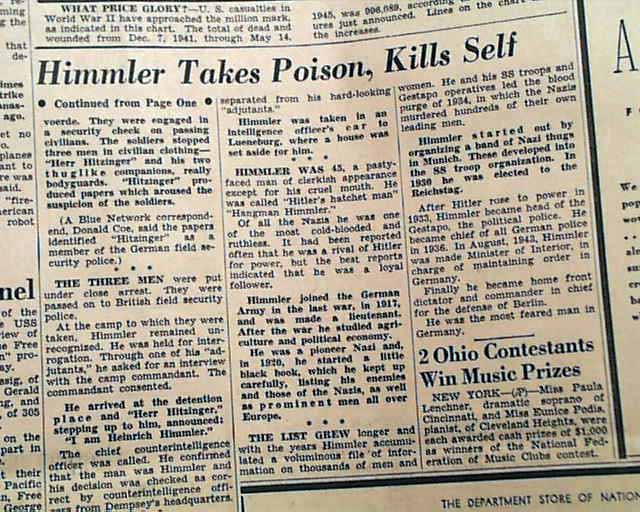 WHAT PRICE GLORY?—U. S. casualties in
World War II have approached the million mark,
as indicated in this chart. The total of dead and
wounded from Dec. 7, 1941, through May 14,
1945, was 996,089, according
ures just announced. Lines on the chart
the increases.
Himmler Takes Poison, Kills Self
● Continued from Page One ●
voerde. They were engaged in
a security check on passing
civilians. The soldiers stopped
three men in civilian clothing—
"Herr Hitzinger" and his two
thuglike companions, really
bodyguards. "Hitzinger" pro-
duced papers which aroused the
suspicion of the soldiers.
(A Blue Network correspond-
end, Donald Coe, said the papers
identified "Hitzinger" as a
member of the German field se-
curity police.)
* * *
THE THREE MEN were put
under close arrest. They were
passed on to British field security
police.
At the camp to which they were
taken, Himmler remained un-
recognized. He was held for inter-
rogation. Through one of his "ad-
jutants," he asked for an interview
with the camp commandant. The
commandant consented.
He arrived at the detention
place and "Herr Hitzinger,"
stepping up to him, announced:
"I am Heinrich Himmler."
The chief counterintelligence
officer was called. He confirmed
that the man was Himmler and
his decision was checked as cor-
rect by counterintelligence offi-
cers from Dempsey's headquarters.
separated from his hard-looking
"adjutants."
Himmler was taken in an
intelligence officer's car to
Lueneburg, where a house was
set aside for him.
* * *
HIMMLER WAS 45, a pasty-
faced man of clerkish appearance
except for his cruel mouth. He
was called "Hitler's hatchet man"
"Hangman Himmler."
Of all the Nazis he was one
of the most cold-blooded and
ruthless. It had been reported
often that he was a rival of Hitler
for power, but the best reports
indicated that he was a loyal
follower.
Himmler joined the German
Army in the last war, in 1917,
and was made a lieutenant.
After the war he studied agri-
culture and political economy.
He was a pioneer Nazi and,
in 1920, he started a little
black book, which he kept up
carefully, listing his enemies
and those of the Nazis, as well
as prominent men all over
Europe.
* * *
THE LIST GREW longer and
with the years Himmler accumu-
lated a voluminous file of infor-
mation on thousands of men and
women. He and his SS troops and
Gestapo operatives led the blood
purge of 1934, in which the Nazis
murdered hundreds of their own
leading men.
Himmler started out by
organizing a band of Nazi thugs
in Munich. These developed into
the SS troop organization. In
1930 he was elected to the
Reichstag.
After Hitler rose to power in
1933, Himmler became head of the
Gestapo, the political police. He
became chief of all German police
in 1936. In August, 1943, Himmler
was made Minister of Interior, in
charge of maintaining order in
Germany.
Finally he became home front
dictator and commander in chief
for the defense of Berlin.
He was the most feared man in
Germany.
2 Ohio Contestants
Win Music Prizes
NEW YORK—(AP)—Miss Paula
Lenchner, dramatic soprano of
Cincinnati, and Miss Eunice Podis,
pianist, of Cleveland Heights, were
each awarded cash prizes of $1,000
as winners of the National Fed-
eration of Music Clubs contest.
THE DEPARTMENT STORE OF NATION